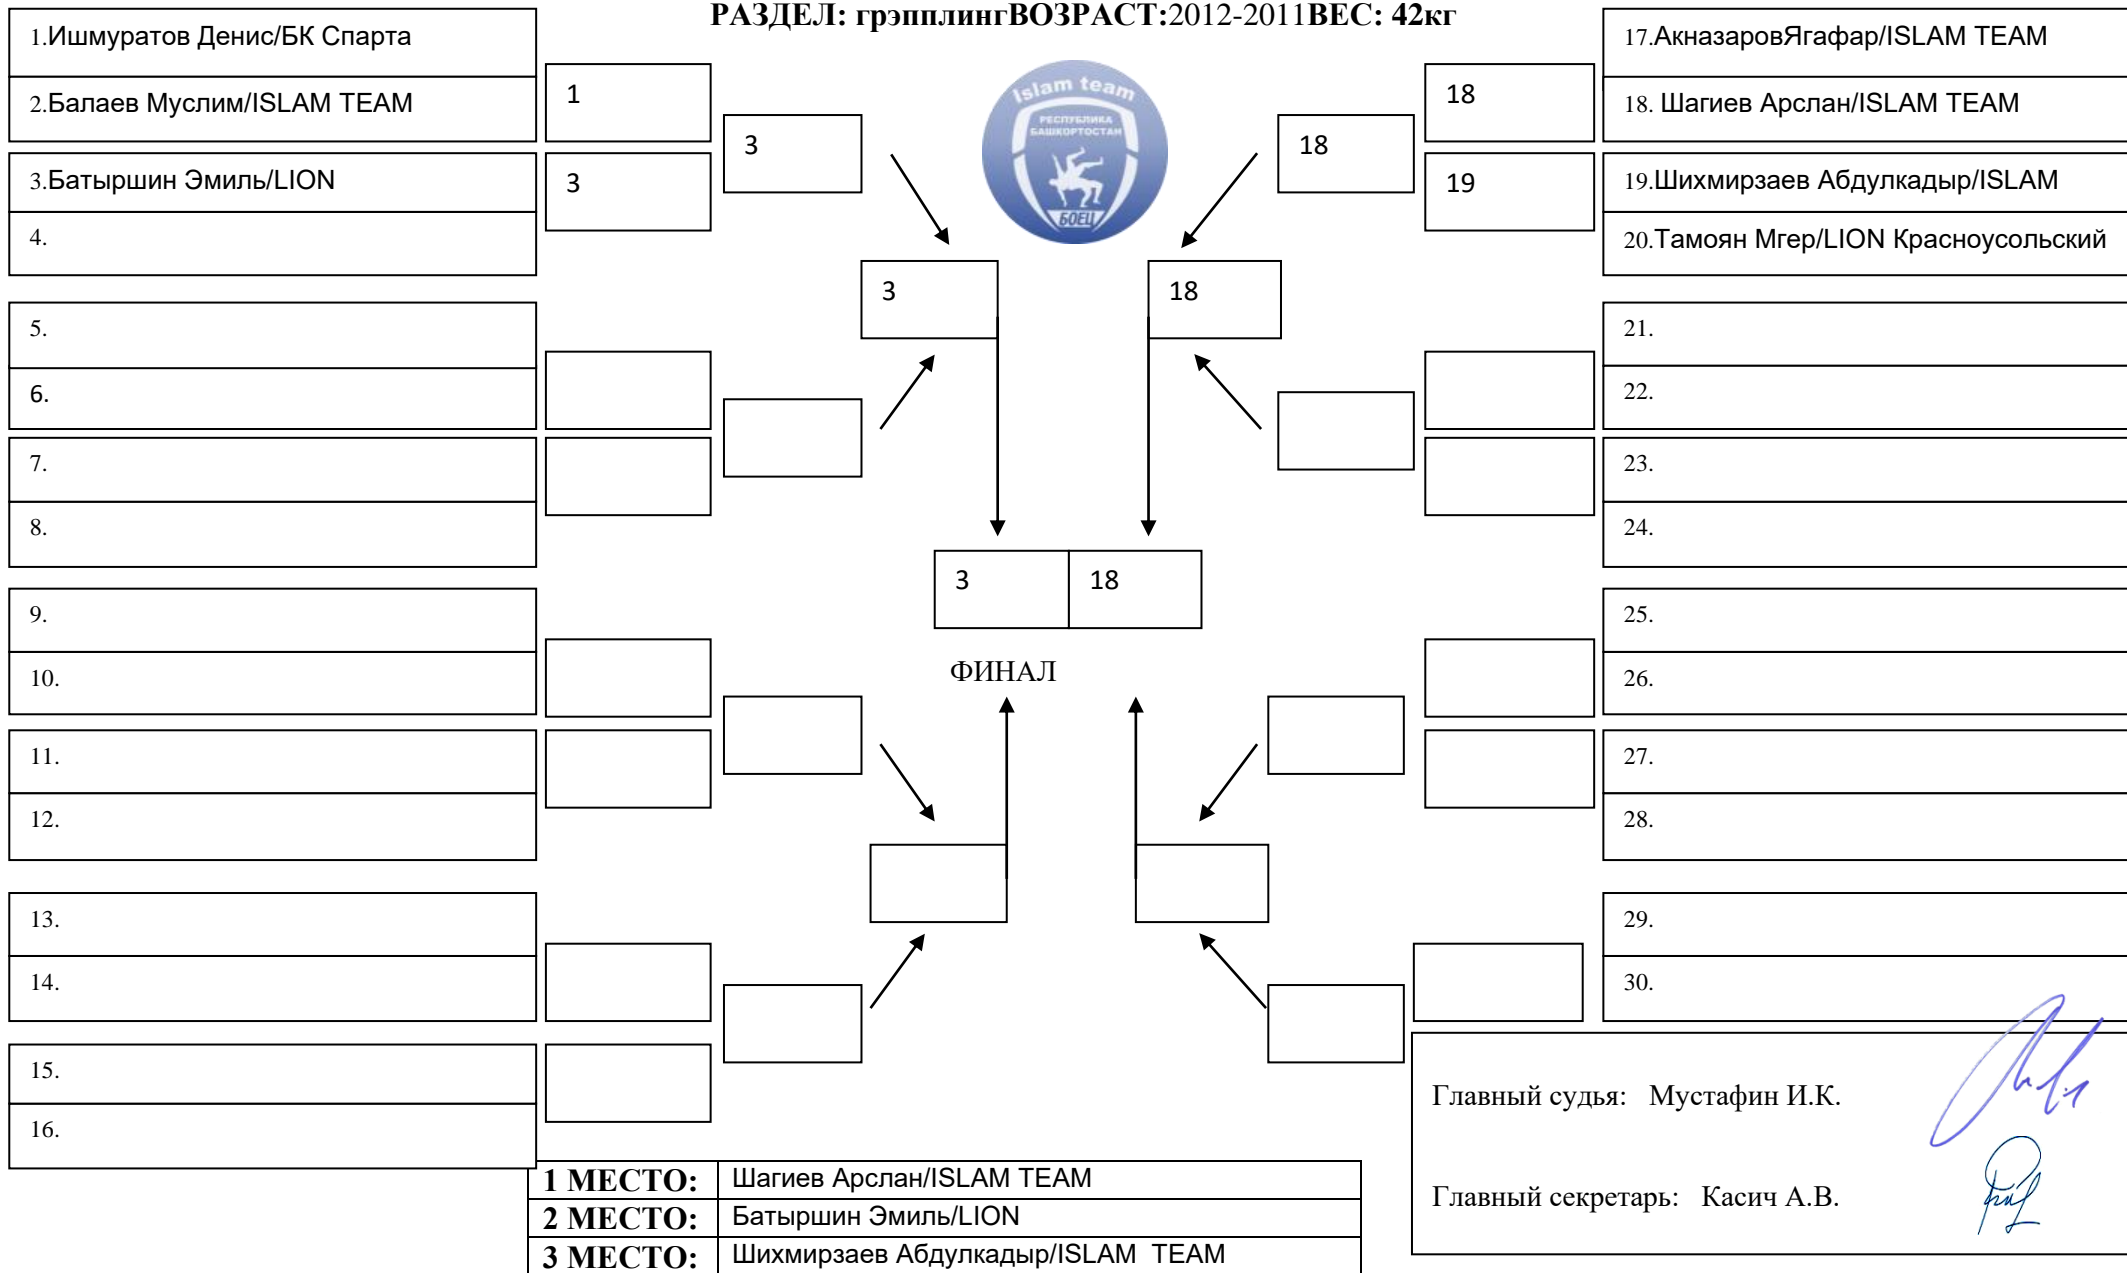 РАЗДЕЛ: грэпплингВОЗРАСТ:2012-2011ВЕС: 42кг
1.Ишмуратов Денис/БК Спарта
2.Балаев Муслим/ISLAM TEAM
3.Батыршин Эмиль/LION
4.
5.
6.
7.
8.
9.
10.
11.
12.
13.
14.
15.
16.
1
3
3
3
Islam team
РЕСПУБЛИКА
БАШКОРТОСТАН
БОЕЦ
18
18
18
19
17.АкназаровЯгафар/ISLAM TEAM
18. Шагиев Арслан/ISLAM TEAM
19.Шихмирзаев Абдулкадыр/ISLAM
20.Тамоян Мгер/LION Красноусольский
21.
22.
23.
24.
25.
26.
27.
28.
29.
30.
3 18
ФИНАЛ
1 МЕСТО: Шагиев Арслан/ISLAM TEAM
2 МЕСТО: Батыршин Эмиль/LION
3 МЕСТО: Шихмирзаев Абдулкадыр/ISLAM TEAM
Главный судья: Мустафин И.К.
Главный секретарь: Касич А.В.